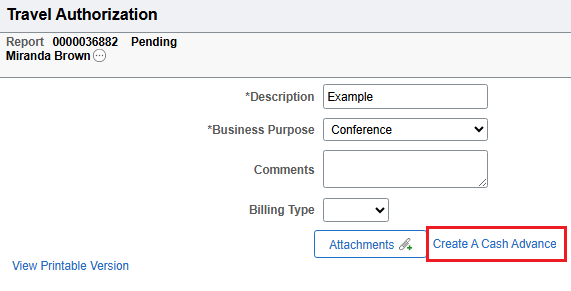 Travel Authorization
Report 0000036882 Pending
Miranda Brown
*Description Example
*Business Purpose Conference
Comments
Billing Type
Attachments Create A Cash Advance
View Printable Version